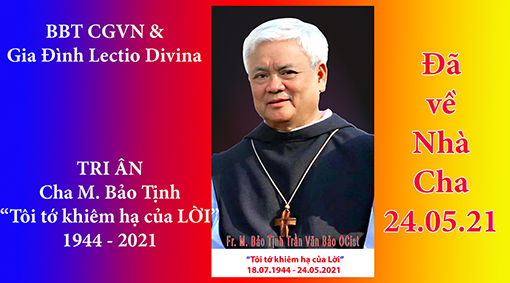 BBT CGVN &
Gia Đình Lectio Divina
TRI ÂN
Cha M. Bảo Tịnh
“Tôi tớ khiêm hạ của LỜI”
1944 - 2021
Fr. M. Bảo Tịnh Trần Văn Bảo OCist
“Tôi tớ khiêm hạ của Lời”
18.07.1944 - 24.05.2021
Đã
về
Nhà
Cha
24.05.21